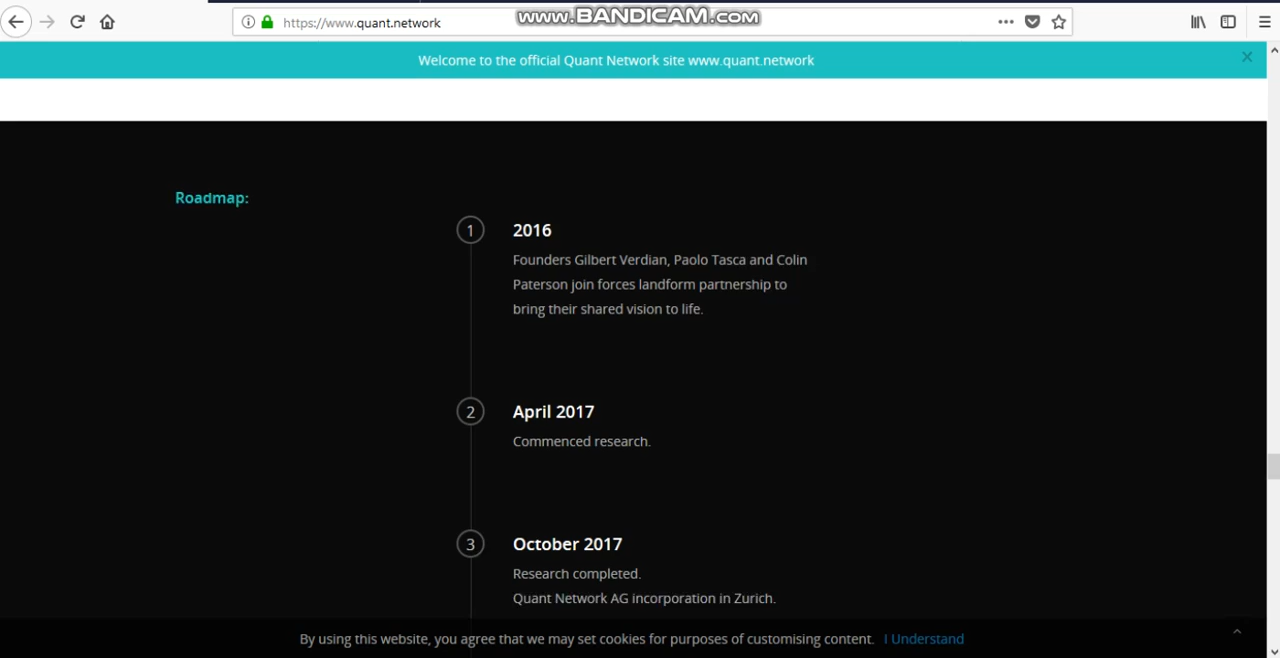 https://www.quant.network
www.BANDICAM.com
Welcome to the official Quant Network site www.quant.network
Roadmap:
1
2016
Founders Gilbert Verdian, Paolo Tasca and Colin
Paterson join forces landform partnership to
bring their shared vision to life.
2
April 2017
Commenced research.
3
October 2017
Research completed.
Quant Network AG incorporation in Zurich.
By using this website, you agree that we may set cookies for purposes of customising content. I Understand